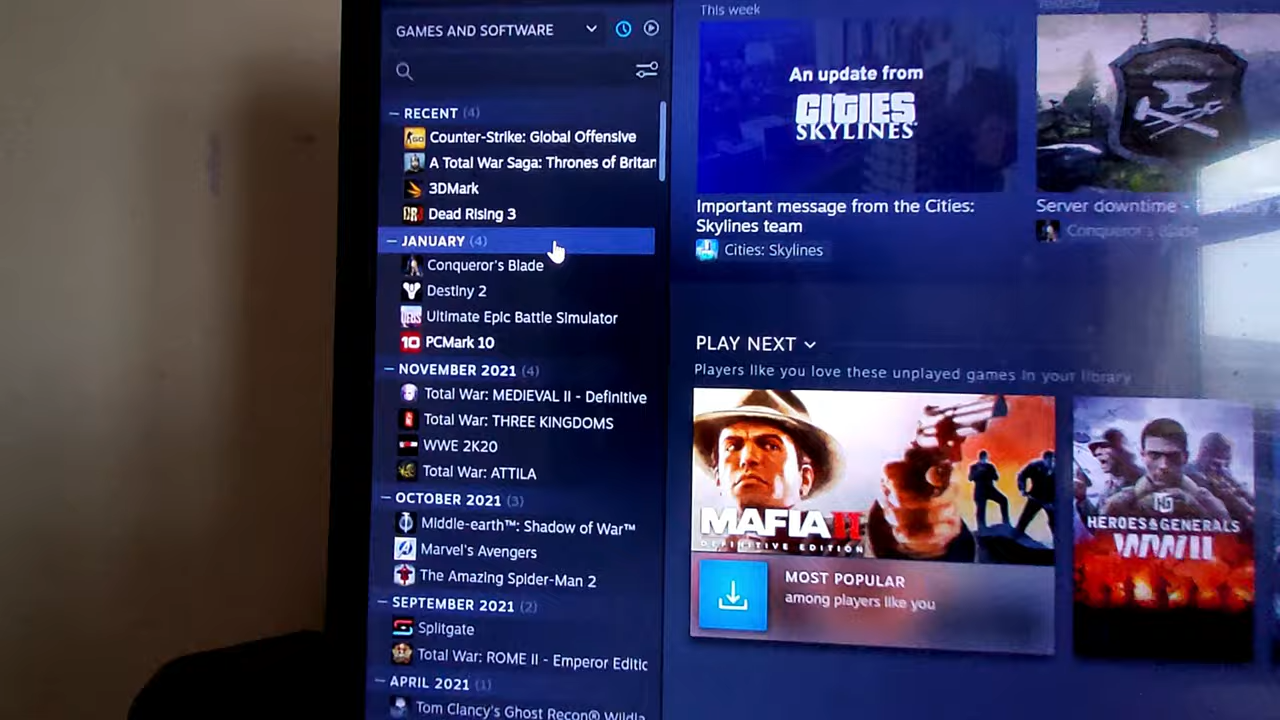 GAMES AND SOFTWARE
RECENT (4)
Counter-Strike: Global Offensive
A Total War Saga: Thrones of Britan
3DMark
Dead Rising 3
JANUARY (4)
Conqueror's Blade
Destiny 2
Ultimate Epic Battle Simulator
10 PCMark 10
NOVEMBER 2021 (4)
Total War: MEDIEVAL II - Definitive
Total War: THREE KINGDOMS
WWE 2K20
Total War: ATTILA
OCTOBER 2021 (3)
Middle-earth™: Shadow of War™
Marvel's Avengers
The Amazing Spider-Man 2
SEPTEMBER 2021 (2)
Splitgate
Total War: ROME II - Emperor Editic
APRIL 2021 (1)
Tom Clancy's Ghost Recon® Wildla
This week
An update from
CITIES
SKYLINES
Important message from the Cities:
Skylines team
Cities: Skylines
Yesterday
Server downtime -
Conqueror's Blade
PLAY NEXT
Players like you love these unplayed games in your library
MAFIA II
DEFINITIVE EDITION
MOST POPULAR
among players like you
HEROES & GENERALS
WWII